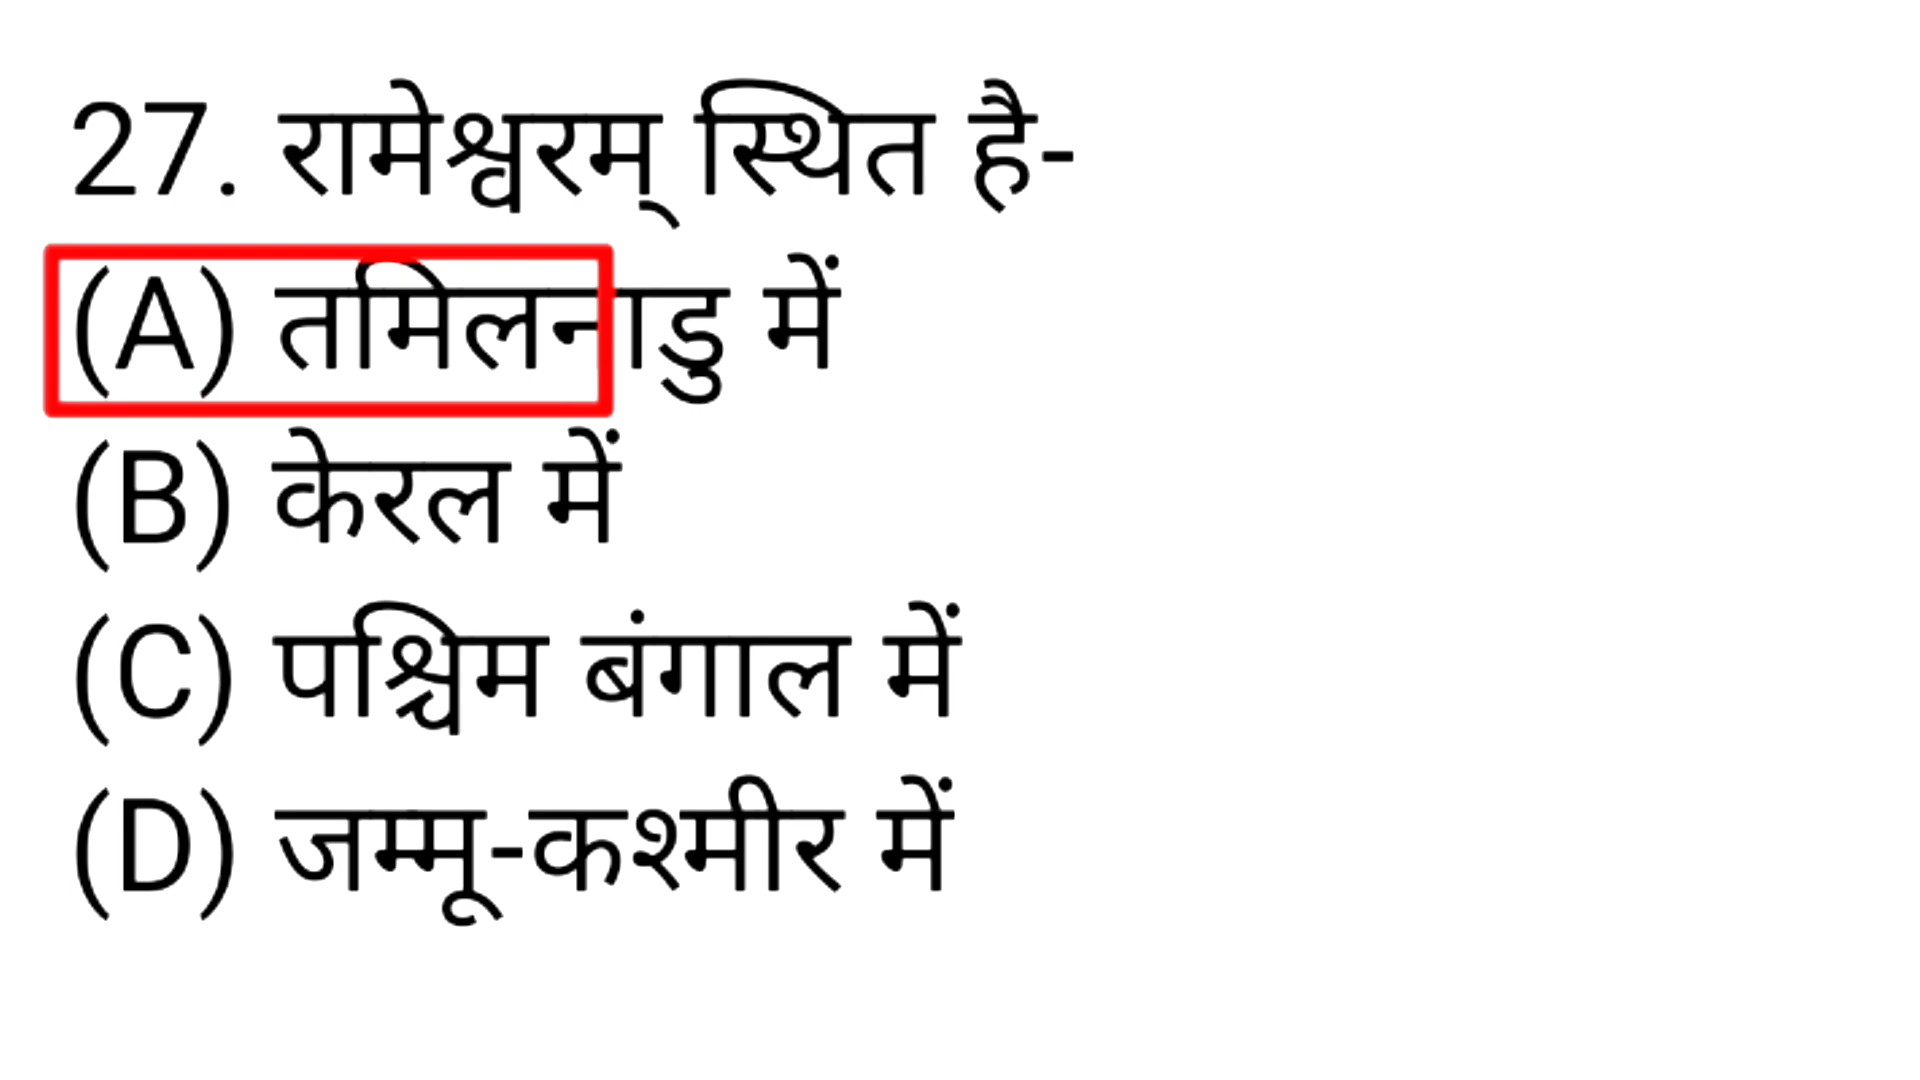 27. रामेश्वरम् स्थित है-
(A) तमिलनाडु में
(B) केरल में
(C) पश्चिम बंगाल में
(D) जम्मू-कश्मीर में